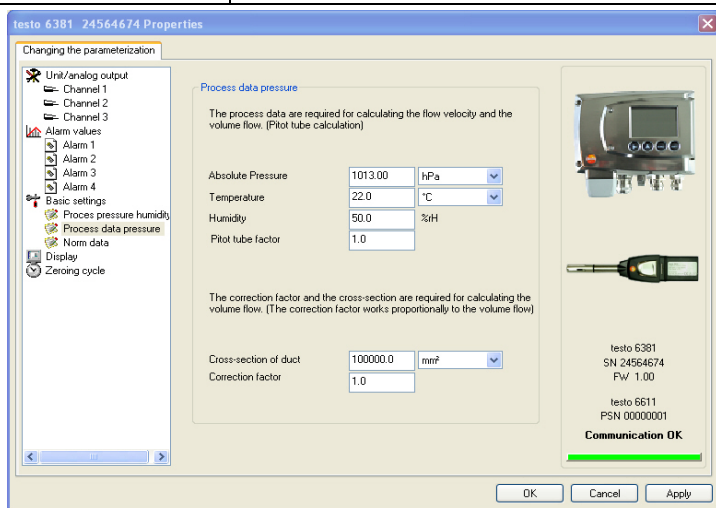 testo 6381 24564674 Properties
Changing the parameterization
Unit/analog output
Channel 1
Channel 2
Channel 3
Alarm values
Alarm 1
Alarm 2
Alarm 3
Alarm 4
Basic settings
Proces pressure humidity
Process data pressure
Norm data
Display
Zeroing cycle
Process data pressure
The process data are required for calculating the flow velocity and the
volume flow. (Pitot tube calculation)
Absolute Pressure 1013.00 hPa
Temperature 22.0 °C
Humidity 50.0 %rH
Pitot tube factor 1.0
The correction factor and the cross-section are required for calculating the
volume flow. (The correction factor works proportionally to the volume flow)
Cross-section of duct 100000.0 mm²
Correction factor 1.0
testo 6381
SN 24564674
FW 1.00
testo 6611
PSN 00000001
Communication OK
OK Cancel Apply